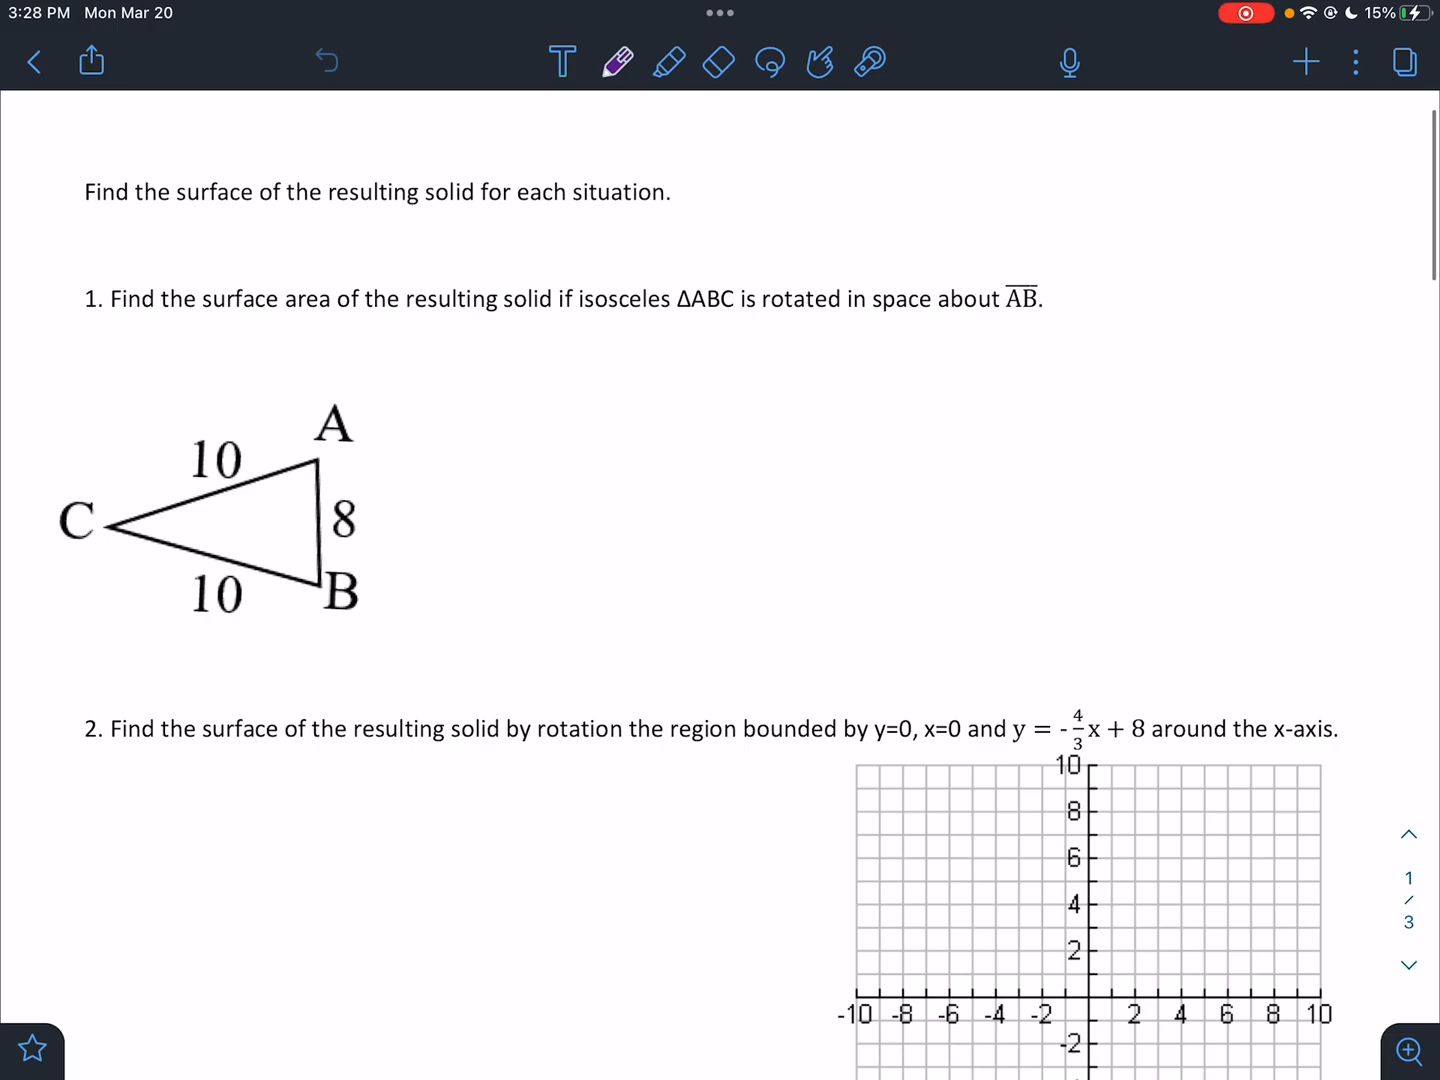 3:28 PM Mon Mar 20
15%
Find the surface of the resulting solid for each situation.
1. Find the surface area of the resulting solid if isosceles ΔABC is rotated in space about A̅B̅.
A
10
C
8
10
B
2. Find the surface of the resulting solid by rotation the region bounded by y=0, x=0 and y = -4/3x + 8 around the x-axis.
10
8
6
4
2
-10 -8 -6 -4 -2 2 4 6 8 10
-2
1
/
3